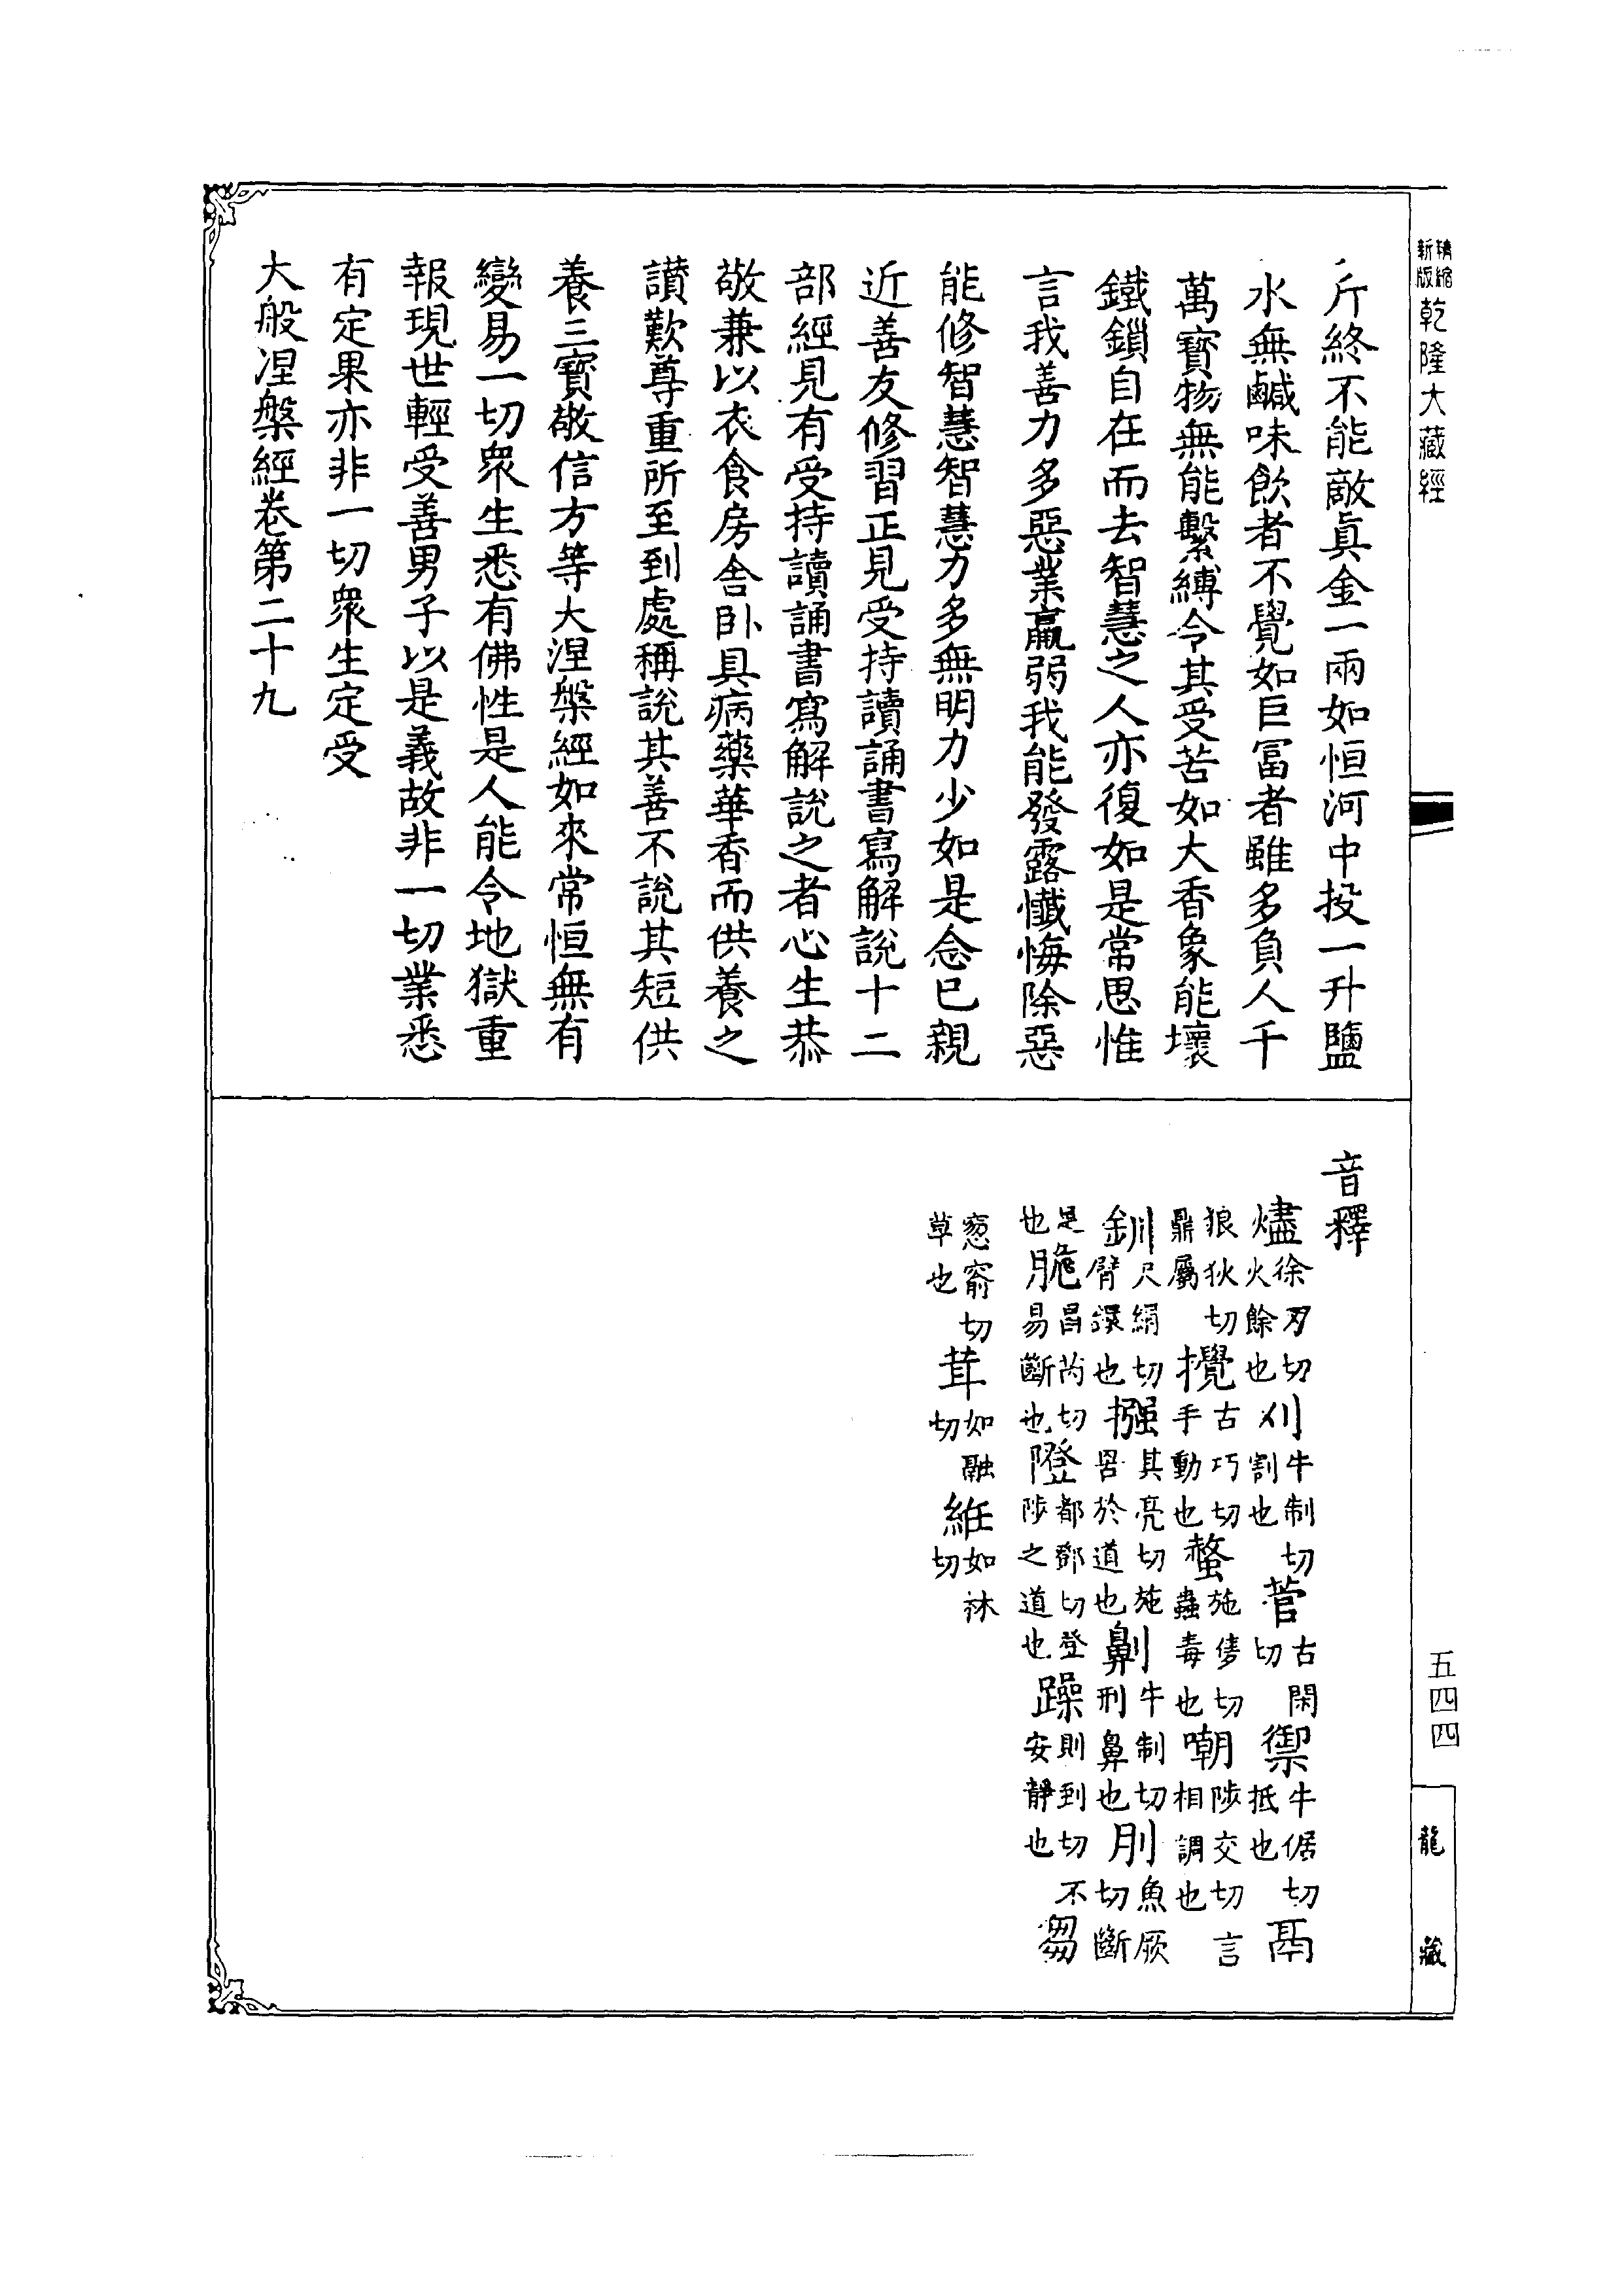 精縮新版乾隆大藏經
斤終不能敵眞金一兩如恒河中投一升鹽
水無鹹味飲者不覺如巨冨者雖多負人千
萬寳物無能繫縛令其受苦如大香象能壞
鐵鎖自在而去智慧之人亦復如是常思惟
言我善力多惡業羸弱我能發露懺悔除惡
能修智慧智慧力多無明力少如是念已親
近善友修習正見受持讀誦書寫解說十二
部經見有受持讀誦書寫解說之者心生恭
敬兼以衣食房舍卧具病藥華香而供養之
讃歎尊重所至到處稱說其善不說其短供
養三寳敬信方等大涅槃經如來常恒無有
變易一切衆生悉有佛性是人能令地獄重
報現世輕受善男子以是義故非一切業悉
有定果亦非一切衆生定受
大般涅槃經卷第二十九
音釋
燼徐刃切火餘也刈牛制切割也菅古閑切禦牛倨切抵也鬲
狼狄切鼎屬攪古巧切手動也螫施隻切蟲毒也嘲陟交切言相調也
釧尺絹切臂鐶也摾其亮切施罟於道也劓牛制切刑鼻也刖魚厥切斷
足也脆昌芮切易斷也隥都鄧切登陟之道也躁則到切不安靜也芻
窻窬切草也茸如融切絍如林切
五四四
龍藏